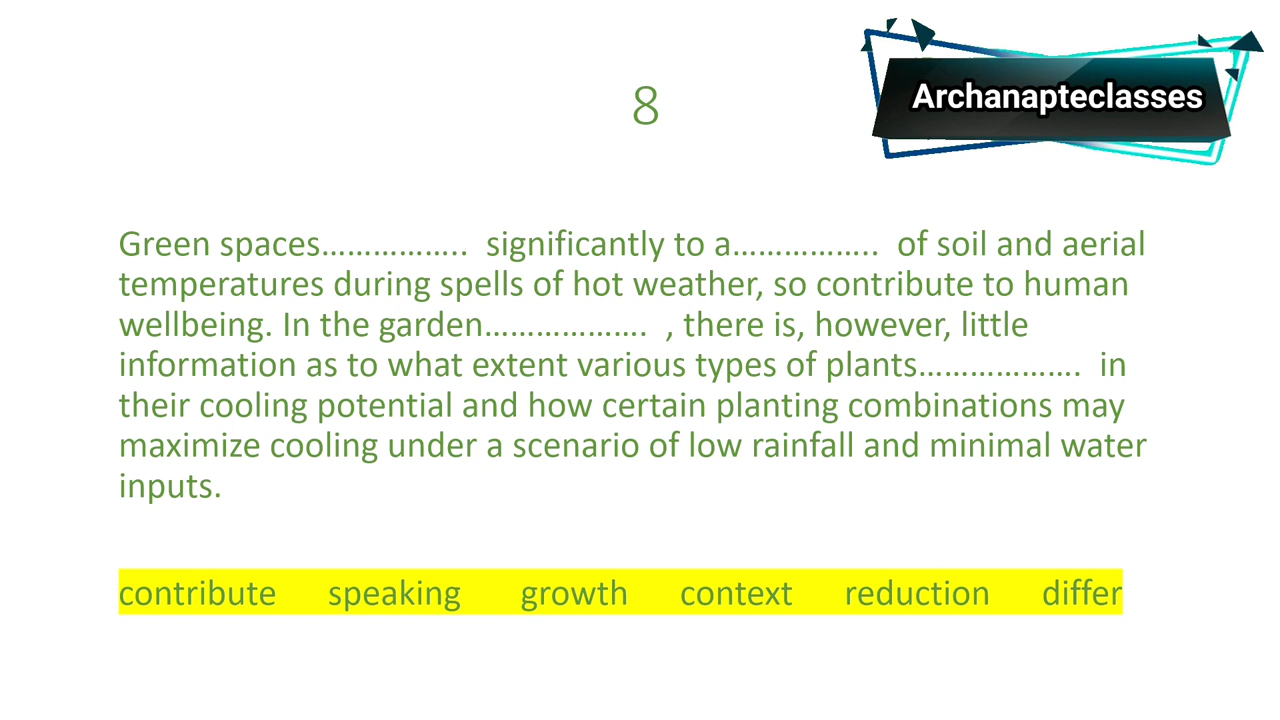 Archanapteclasses
8
Green spaces…………….. significantly to a…………….. of soil and aerial
temperatures during spells of hot weather, so contribute to human
wellbeing. In the garden………………. , there is, however, little
information as to what extent various types of plants………………. in
their cooling potential and how certain planting combinations may
maximize cooling under a scenario of low rainfall and minimal water
inputs.
contribute speaking growth context reduction differ